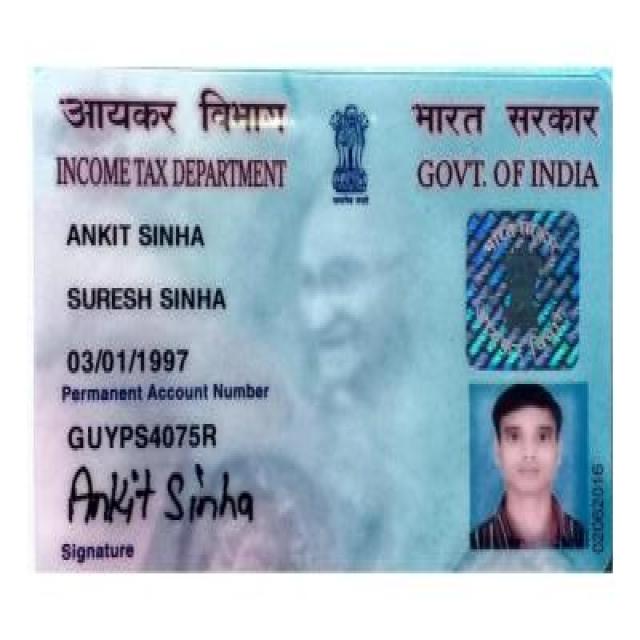 आयकर विभाग
INCOME TAX DEPARTMENT
भारत सरकार
GOVT. OF INDIA
ANKIT SINHA
SURESH SINHA
03/01/1997
Permanent Account Number
GUYPS4075R
Ankit Sinha
Signature
02062016